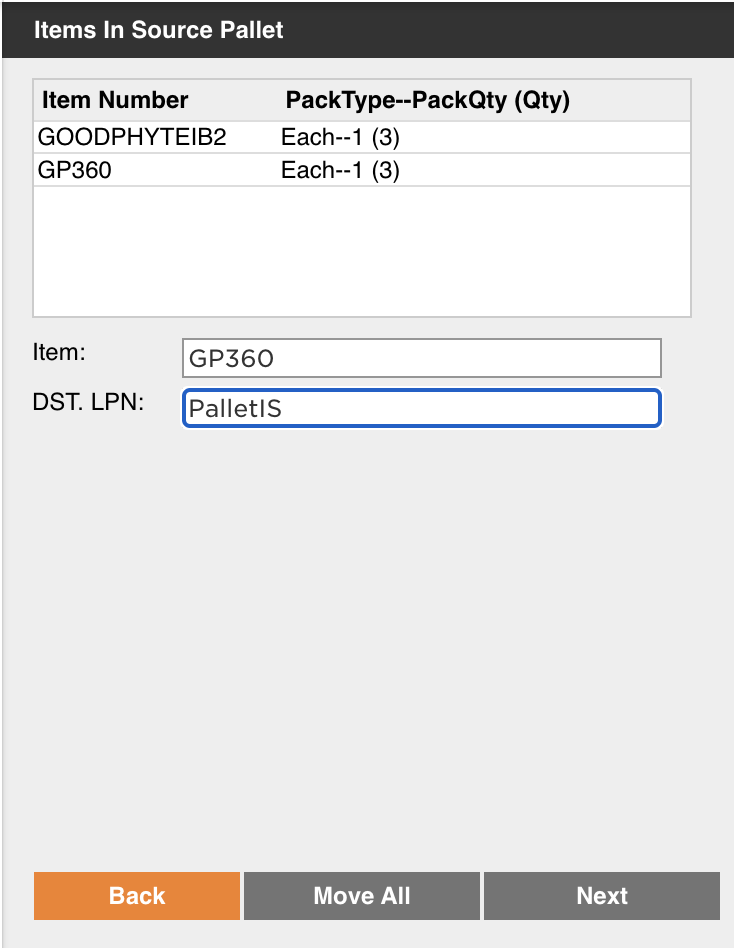 Items In Source Pallet
Item Number PackType--PackQty (Qty)
GOODPHYTEIB2 Each--1 (3)
GP360 Each--1 (3)
Item: GP360
DST. LPN: PalletIS
Back Move All Next